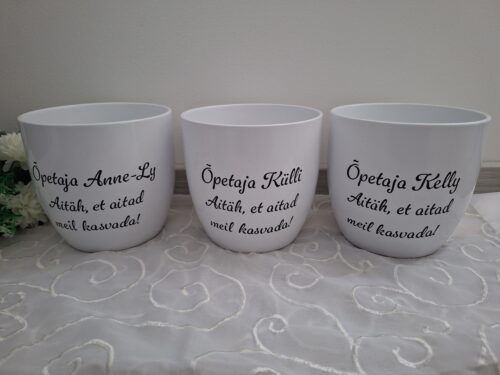 Õpetaja Anne-Ly
Aitäh, et aitad
meil kasvada!
Õpetaja Külli
Aitäh, et aitad
meil kasvada!
Õpetaja Kelly
Aitäh, et aitad
meil kasvada!